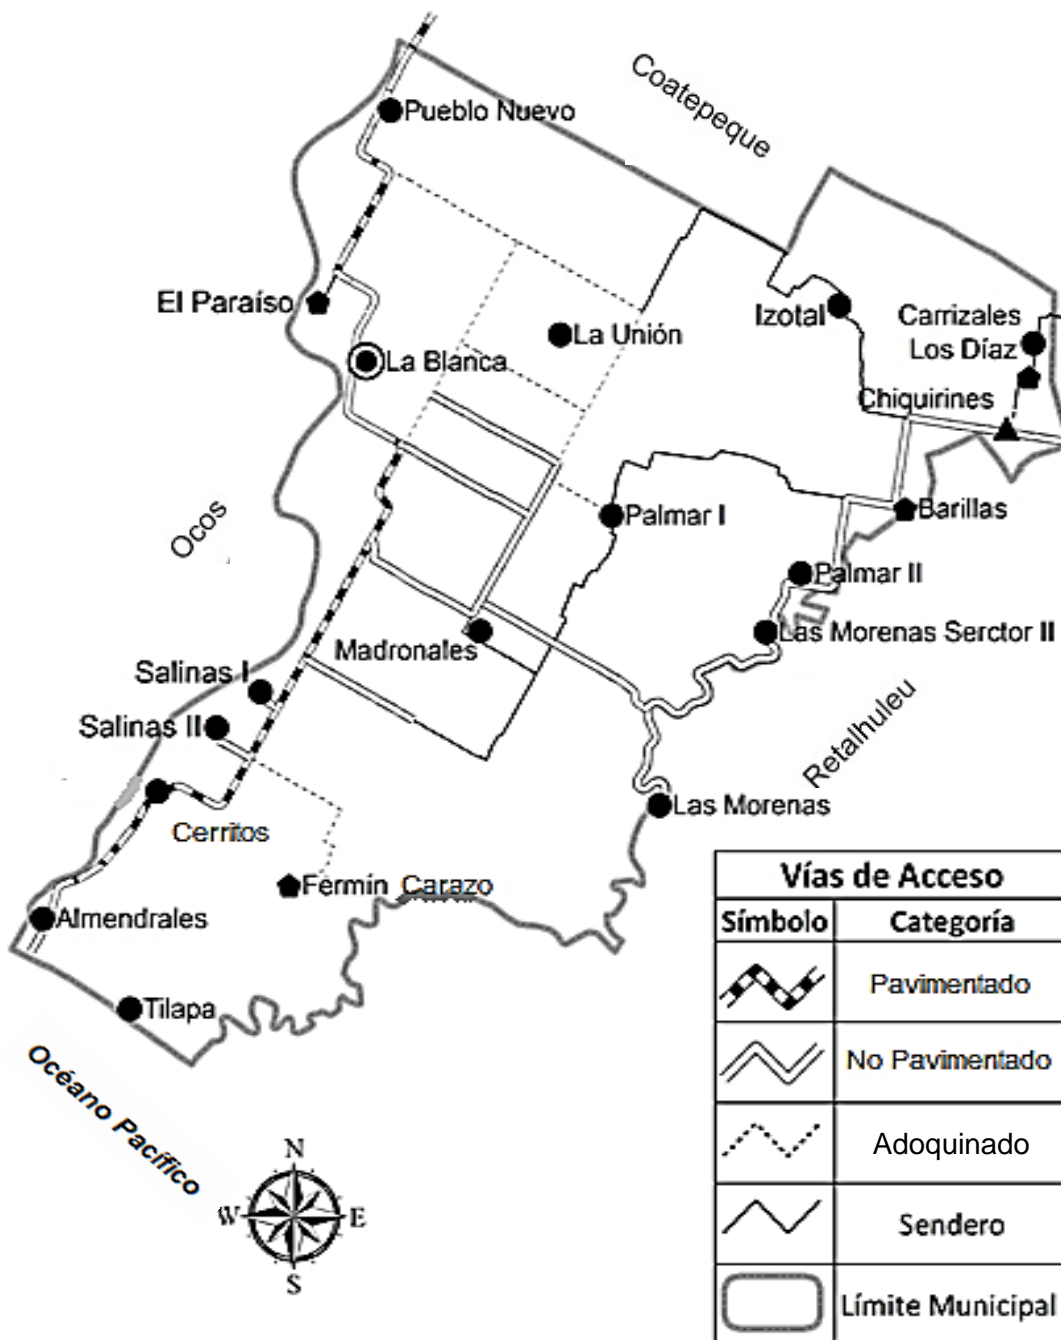 Coatepeque
Pueblo Nuevo
El Paraíso
La Unión
Izotal
Carrizales
Los Díaz
La Blanca
Chiquirines
Ocos
Palmar I
Barillas
Palmar II
Madronales
Las Morenas Serctor II
Salinas I
Salinas II
Retalhuleu
Las Morenas
Cerritos
Fermín Carazo
Almendrales
Tilapa
Océano Pacífico
N
W E
S
Vías de Acceso
Símbolo Categoría
Pavimentado
No Pavimentado
Adoquinado
Sendero
Límite Municipal